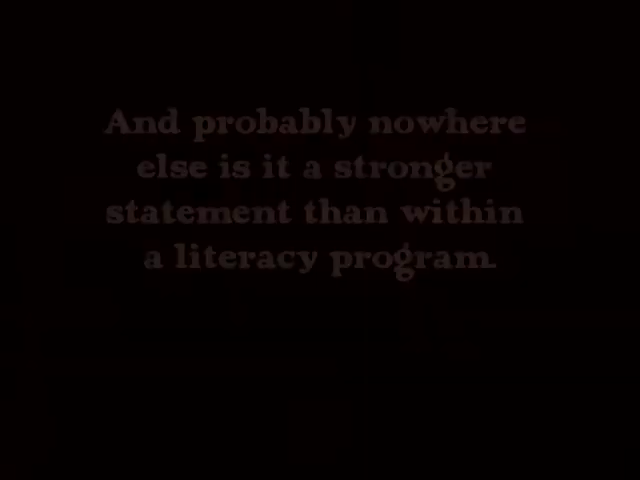 And probably nowhere
else is it a stronger
statement than within
a literacy program.